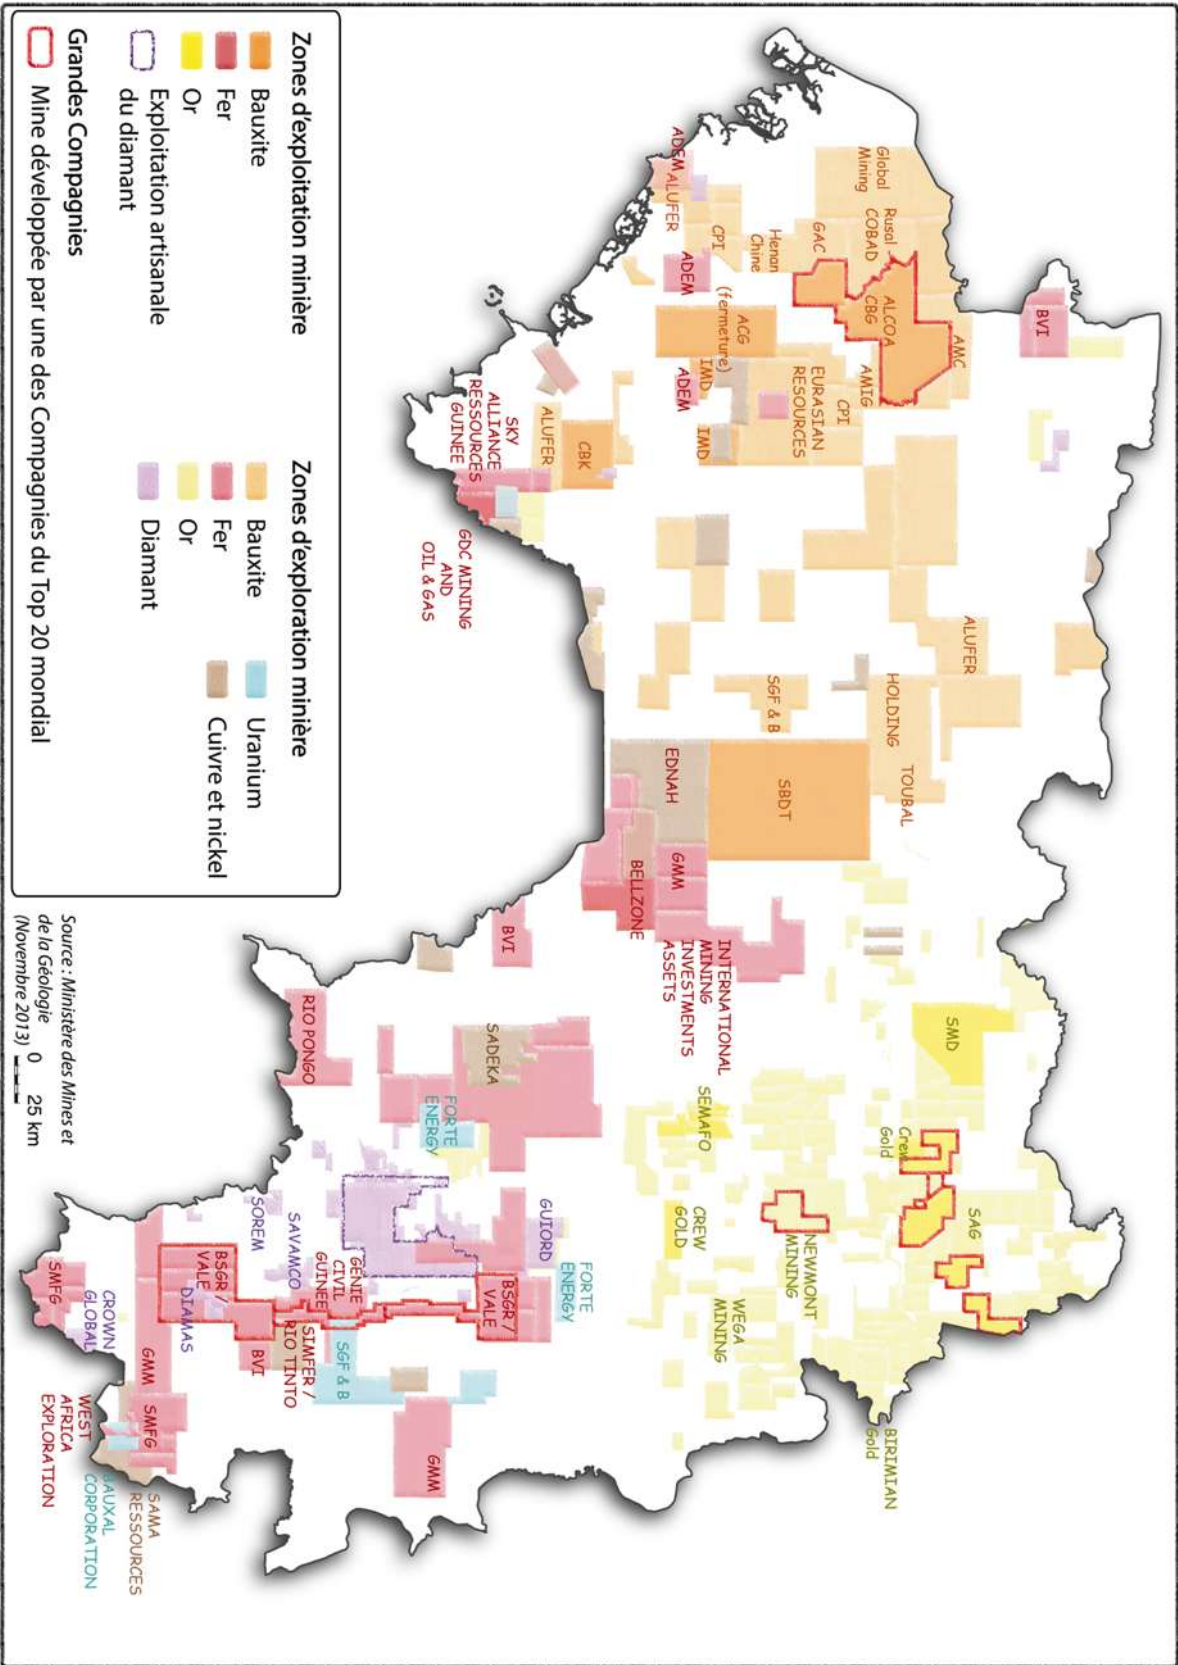 BVI
Global
Mining
Rusal
COBAD
GAC
ALCOA
CBG
AMC
AMIG
CPI
EURASIAN
RESOURCES
Henan
Chine
CPI
ADEM
ALUFER
ADEM
ACG
(fermeture)
IMD
ADEM
IMD
CBK
ALUFER
SKY
ALLIANCE
RESSOURCES
GUINEE
GDC MINING
AND
OIL & GAS
ALUFER
HOLDING
TOUBAL
SGF & B
SBDT
EDNAH
GMM
BELLZONE
INTERNATIONAL
MINING
INVESTMENTS
ASSETS
BVI
SMD
Crew
Gold
SAG
SEMAFO
CREW
GOLD
NEWMONT
MINING
WEGA
MINING
BIRIMIAN
Gold
RIO PONGO
SADEKA
FORTE
ENERGY
GUIORD
FORTE
ENERGY
BSGR /
VALE
GÉNIE
CIVIL
GUINÉE
SAVAMCO
SOREM
BSGR /
VALE
DIAMAS
SIMFER /
RIO TINTO
SGF & B
BVI
GMM
SMFG
CROWN
GLOBAL
GMM
SMFG
WEST
AFRICA
EXPLORATION
SAMA
RESSOURCES
BAUXAL
CORPORATION
Zones d'exploitation minière
Bauxite
Fer
Or
Exploitation artisanale
du diamant
Zones d'exploration minière
Bauxite
Fer
Or
Diamant
Uranium
Cuivre et nickel
Grandes Compagnies
Mine développée par une des Compagnies du Top 20 mondial
Source : Ministère des Mines et
de la Géologie
(Novembre 2013)
0 25 km